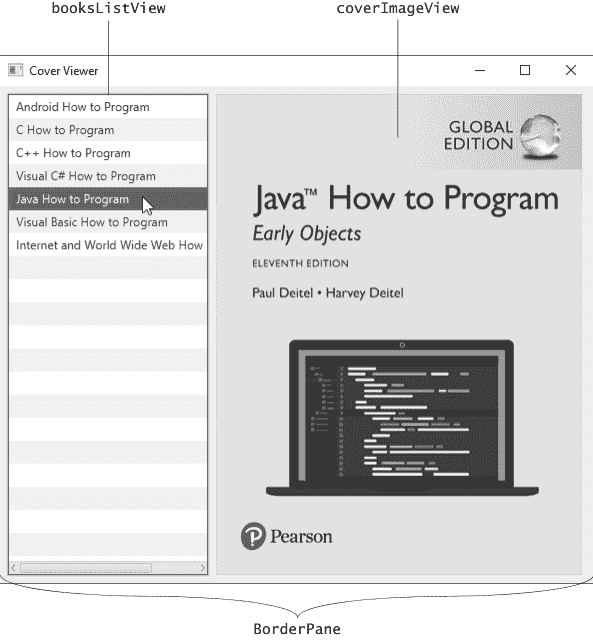 booksListView
coverImageView
Cover Viewer
Android How to Program
C How to Program
C++ How to Program
Visual C# How to Program
Java How to Program
Visual Basic How to Program
Internet and World Wide Web How
GLOBAL
EDITION
Java™ How to Program
Early Objects
ELEVENTH EDITION
Paul Deitel • Harvey Deitel
P Pearson
BorderPane